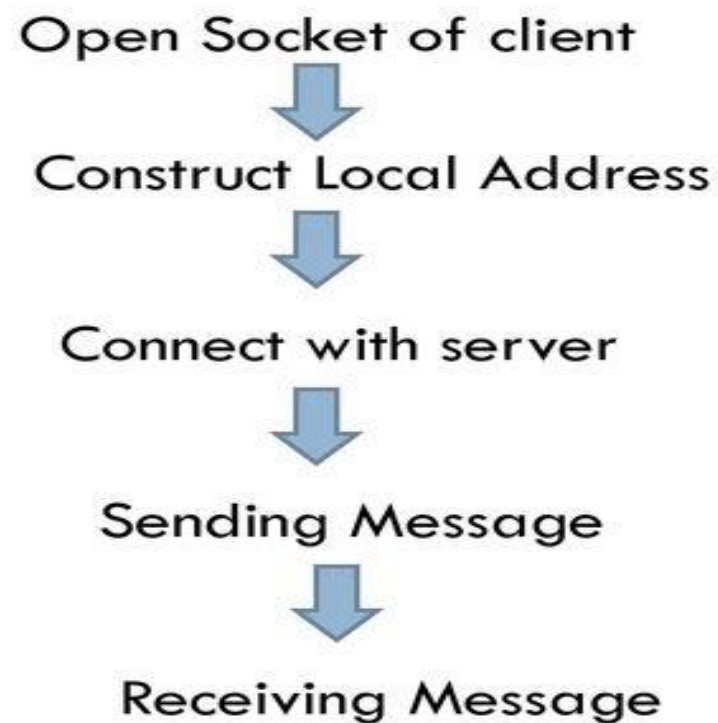 Open Socket of client
Construct Local Address
Connect with server
Sending Message
Receiving Message